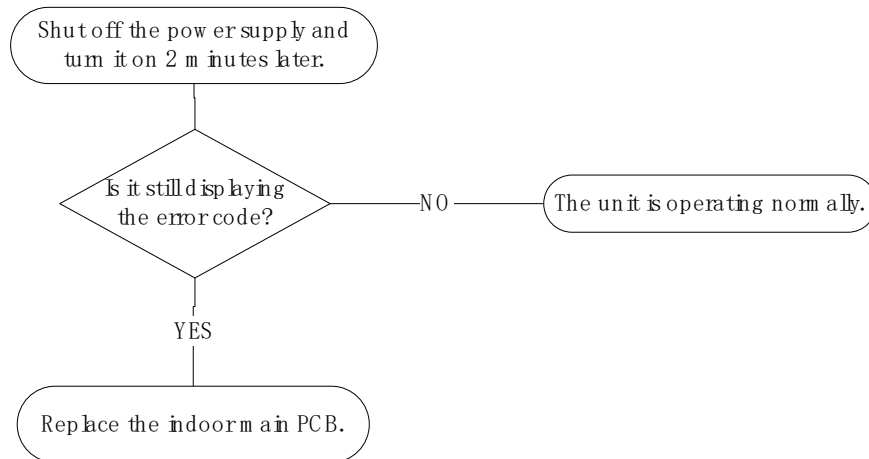 Shut off the power supply and
turn it on 2 minutes later.
Is it still displaying
the error code?
NO
The unit is operating normally.
YES
Replace the indoor main PCB.